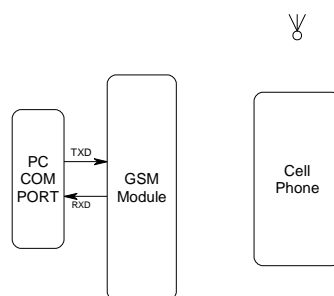 PC
COM
PORT
TXD
RXD
GSM
Module
Cell
Phone